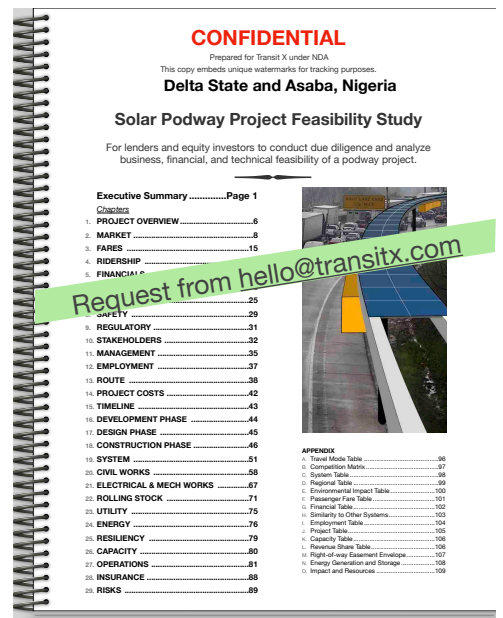 CONFIDENTIAL
Prepared for Transit X under NDA
This copy embeds unique watermarks for tracking purposes.
Delta State and Asaba, Nigeria
Solar Podway Project Feasibility Study
For lenders and equity investors to conduct due diligence and analyze
business, financial, and technical feasibility of a podway project.
Executive Summary .............Page 1
Chapters
1. PROJECT OVERVIEW ..................................6
2. MARKET ........................................................8
3. FARES .........................................................15
4. RIDERSHIP
5. FINANCIALS
Request from hello@transitx.com
25
8. SAFETY .......................................................29
9. REGULATORY .............................................31
10. STAKEHOLDERS .........................................32
11. MANAGEMENT ...........................................35
12. EMPLOYMENT ............................................37
13. ROUTE ........................................................38
14. PROJECT COSTS ........................................42
15. TIMELINE ....................................................43
16. DEVELOPMENT PHASE ..............................44
17. DESIGN PHASE ...........................................45
18. CONSTRUCTION PHASE .............................46
19. SYSTEM ......................................................51
20. CIVIL WORKS ..............................................58
21. ELECTRICAL & MECH WORKS ...................67
22. ROLLING STOCK ........................................71
23. UTILITY .......................................................75
24. ENERGY ......................................................76
25. RESILIENCY ................................................79
26. CAPACITY ...................................................80
27. OPERATIONS ..............................................81
28. INSURANCE ................................................88
29. RISKS ..........................................................89
APPENDIX
A. Travel Mode Table ......................................96
B. Competition Matrix .....................................97
C. System Table ..............................................98
D. Regional Table ............................................99
E. Environmental Impact Table ......................100
F. Passenger Fare Table ................................101
G. Financial Table ..........................................102
H. Similarity to Other Systems .......................103
I. Employment Table .....................................104
J. Project Table .............................................105
K. Capacity Table ..........................................106
L. Revenue Share Table .................................106
M. Right-of-way Easement Envelope ..............107
N. Energy Generation and Storage .................108
O. Impact and Resources ..............................109